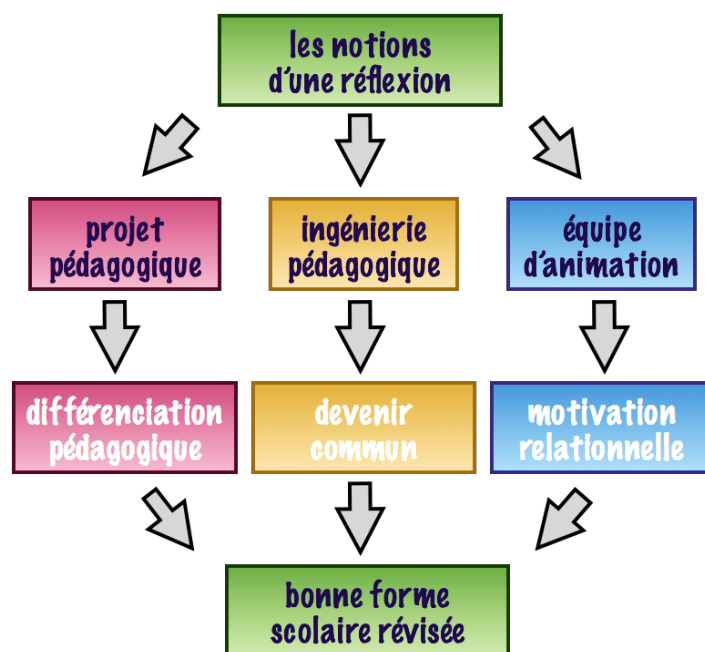 les notions
d'une réflexion
projet
pédagogique
ingénierie
pédagogique
équipe
d'animation
différenciation
pédagogique
devenir
commun
motivation
relationnelle
bonne forme
scolaire révisée